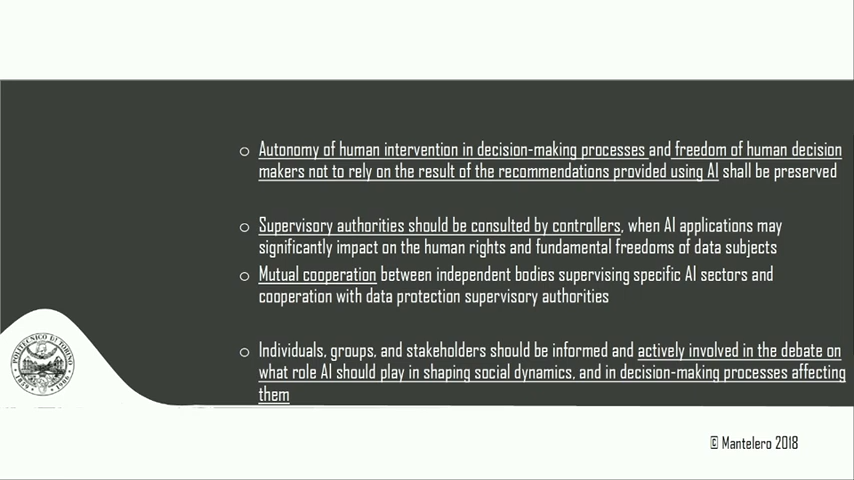 o Autonomy of human intervention in decision-making processes and freedom of human decision
makers not to rely on the result of the recommendations provided using AI shall be preserved
o Supervisory authorities should be consulted by controllers, when AI applications may
significantly impact on the human rights and fundamental freedoms of data subjects
o Mutual cooperation between independent bodies supervising specific AI sectors and
cooperation with data protection supervisory authorities
o Individuals, groups, and stakeholders should be informed and actively involved in the debate on
what role AI should play in shaping social dynamics, and in decision-making processes affecting
them
POLITECNICO DI TORINO
© Mantelero 2018